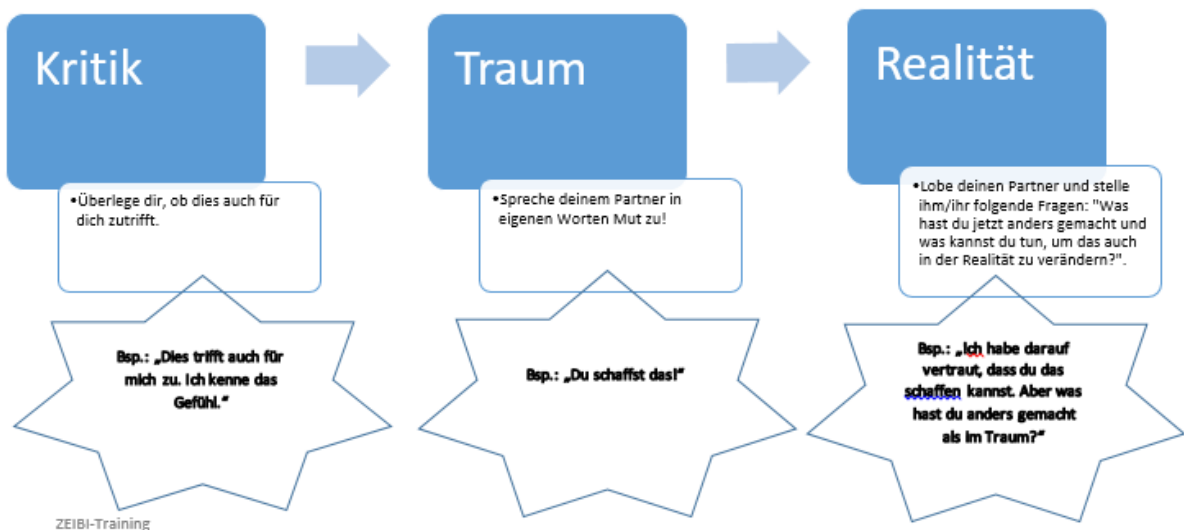 Kritik
•Überlege dir, ob dies auch für
dich zutrifft.
Bsp.: „Dies trifft auch für
mich zu. Ich kenne das
Gefühl.“
Traum
•Spreche deinem Partner in
eigenen Worten Mut zu!
Bsp.: „Du schaffst das!“
Realität
•Lobe deinen Partner und stelle
ihm/ihr folgende Fragen: "Was
hast du jetzt anders gemacht und
was kannst du tun, um das auch
in der Realität zu verändern?".
Bsp.: „Ich habe darauf
vertraut, dass du das
schaffen kannst. Aber was
hast du anders gemacht
als im Traum?“
ZEIBI-Training